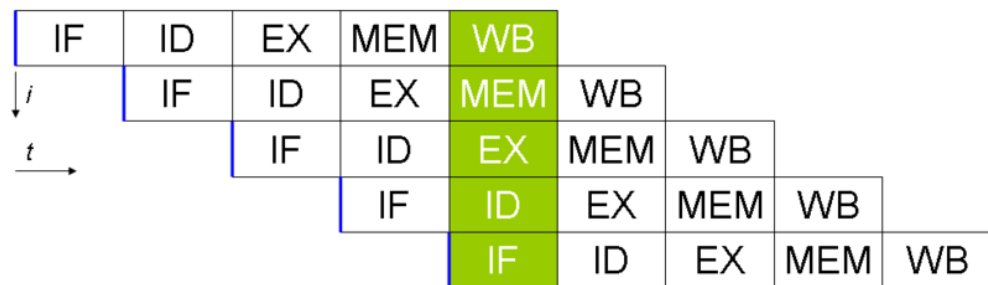 IF ID EX MEM WB
i IF ID EX MEM WB
t IF ID EX MEM WB
IF ID EX MEM WB
IF ID EX MEM WB